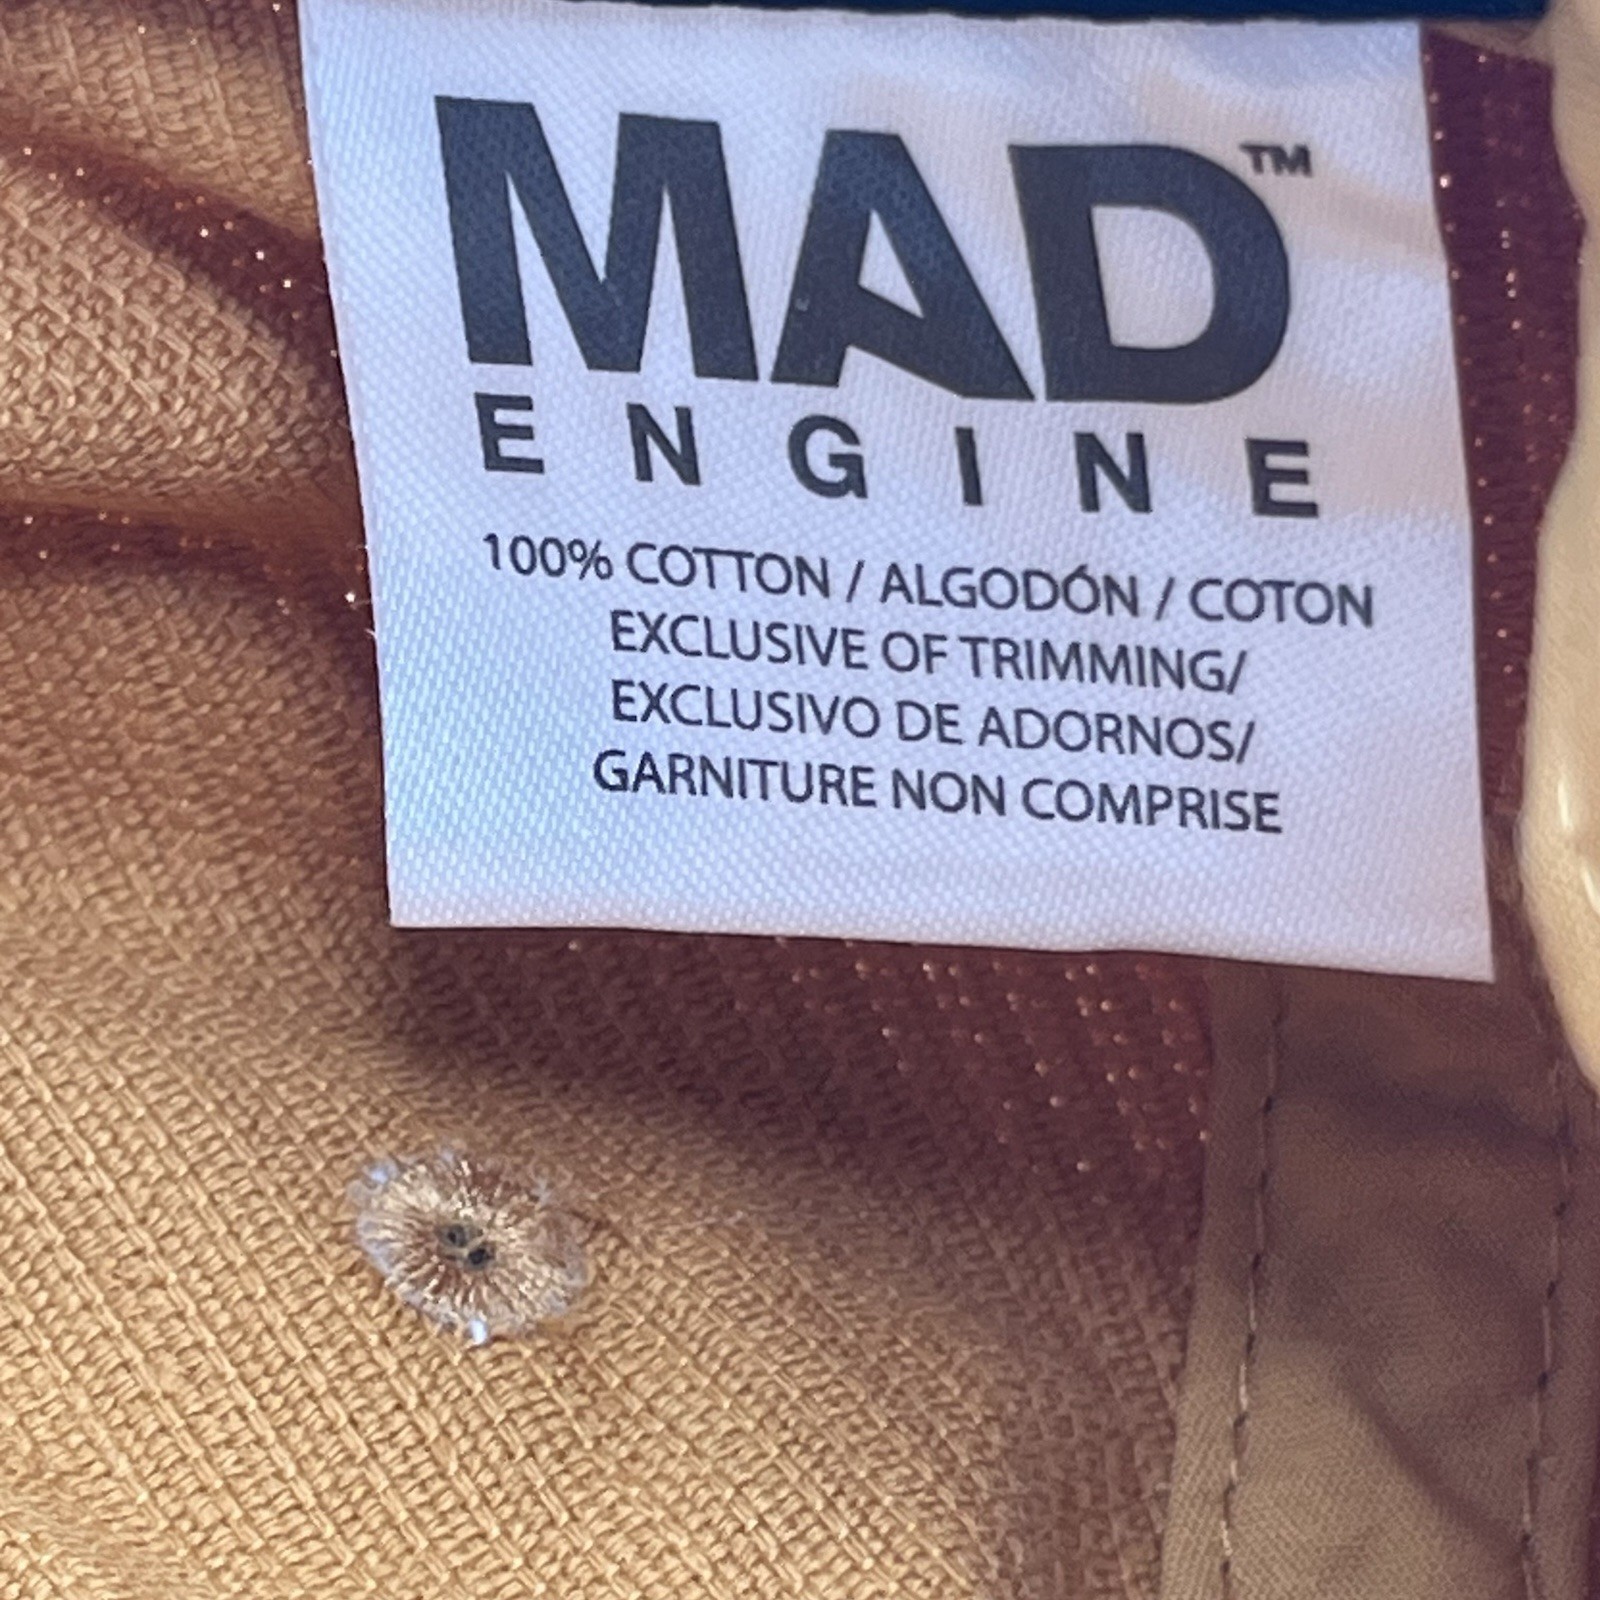 MAD™
ENGINE
100% COTTON / ALGODÓN / COTON
EXCLUSIVE OF TRIMMING/
EXCLUSIVO DE ADORNOS/
GARNITURE NON COMPRISE